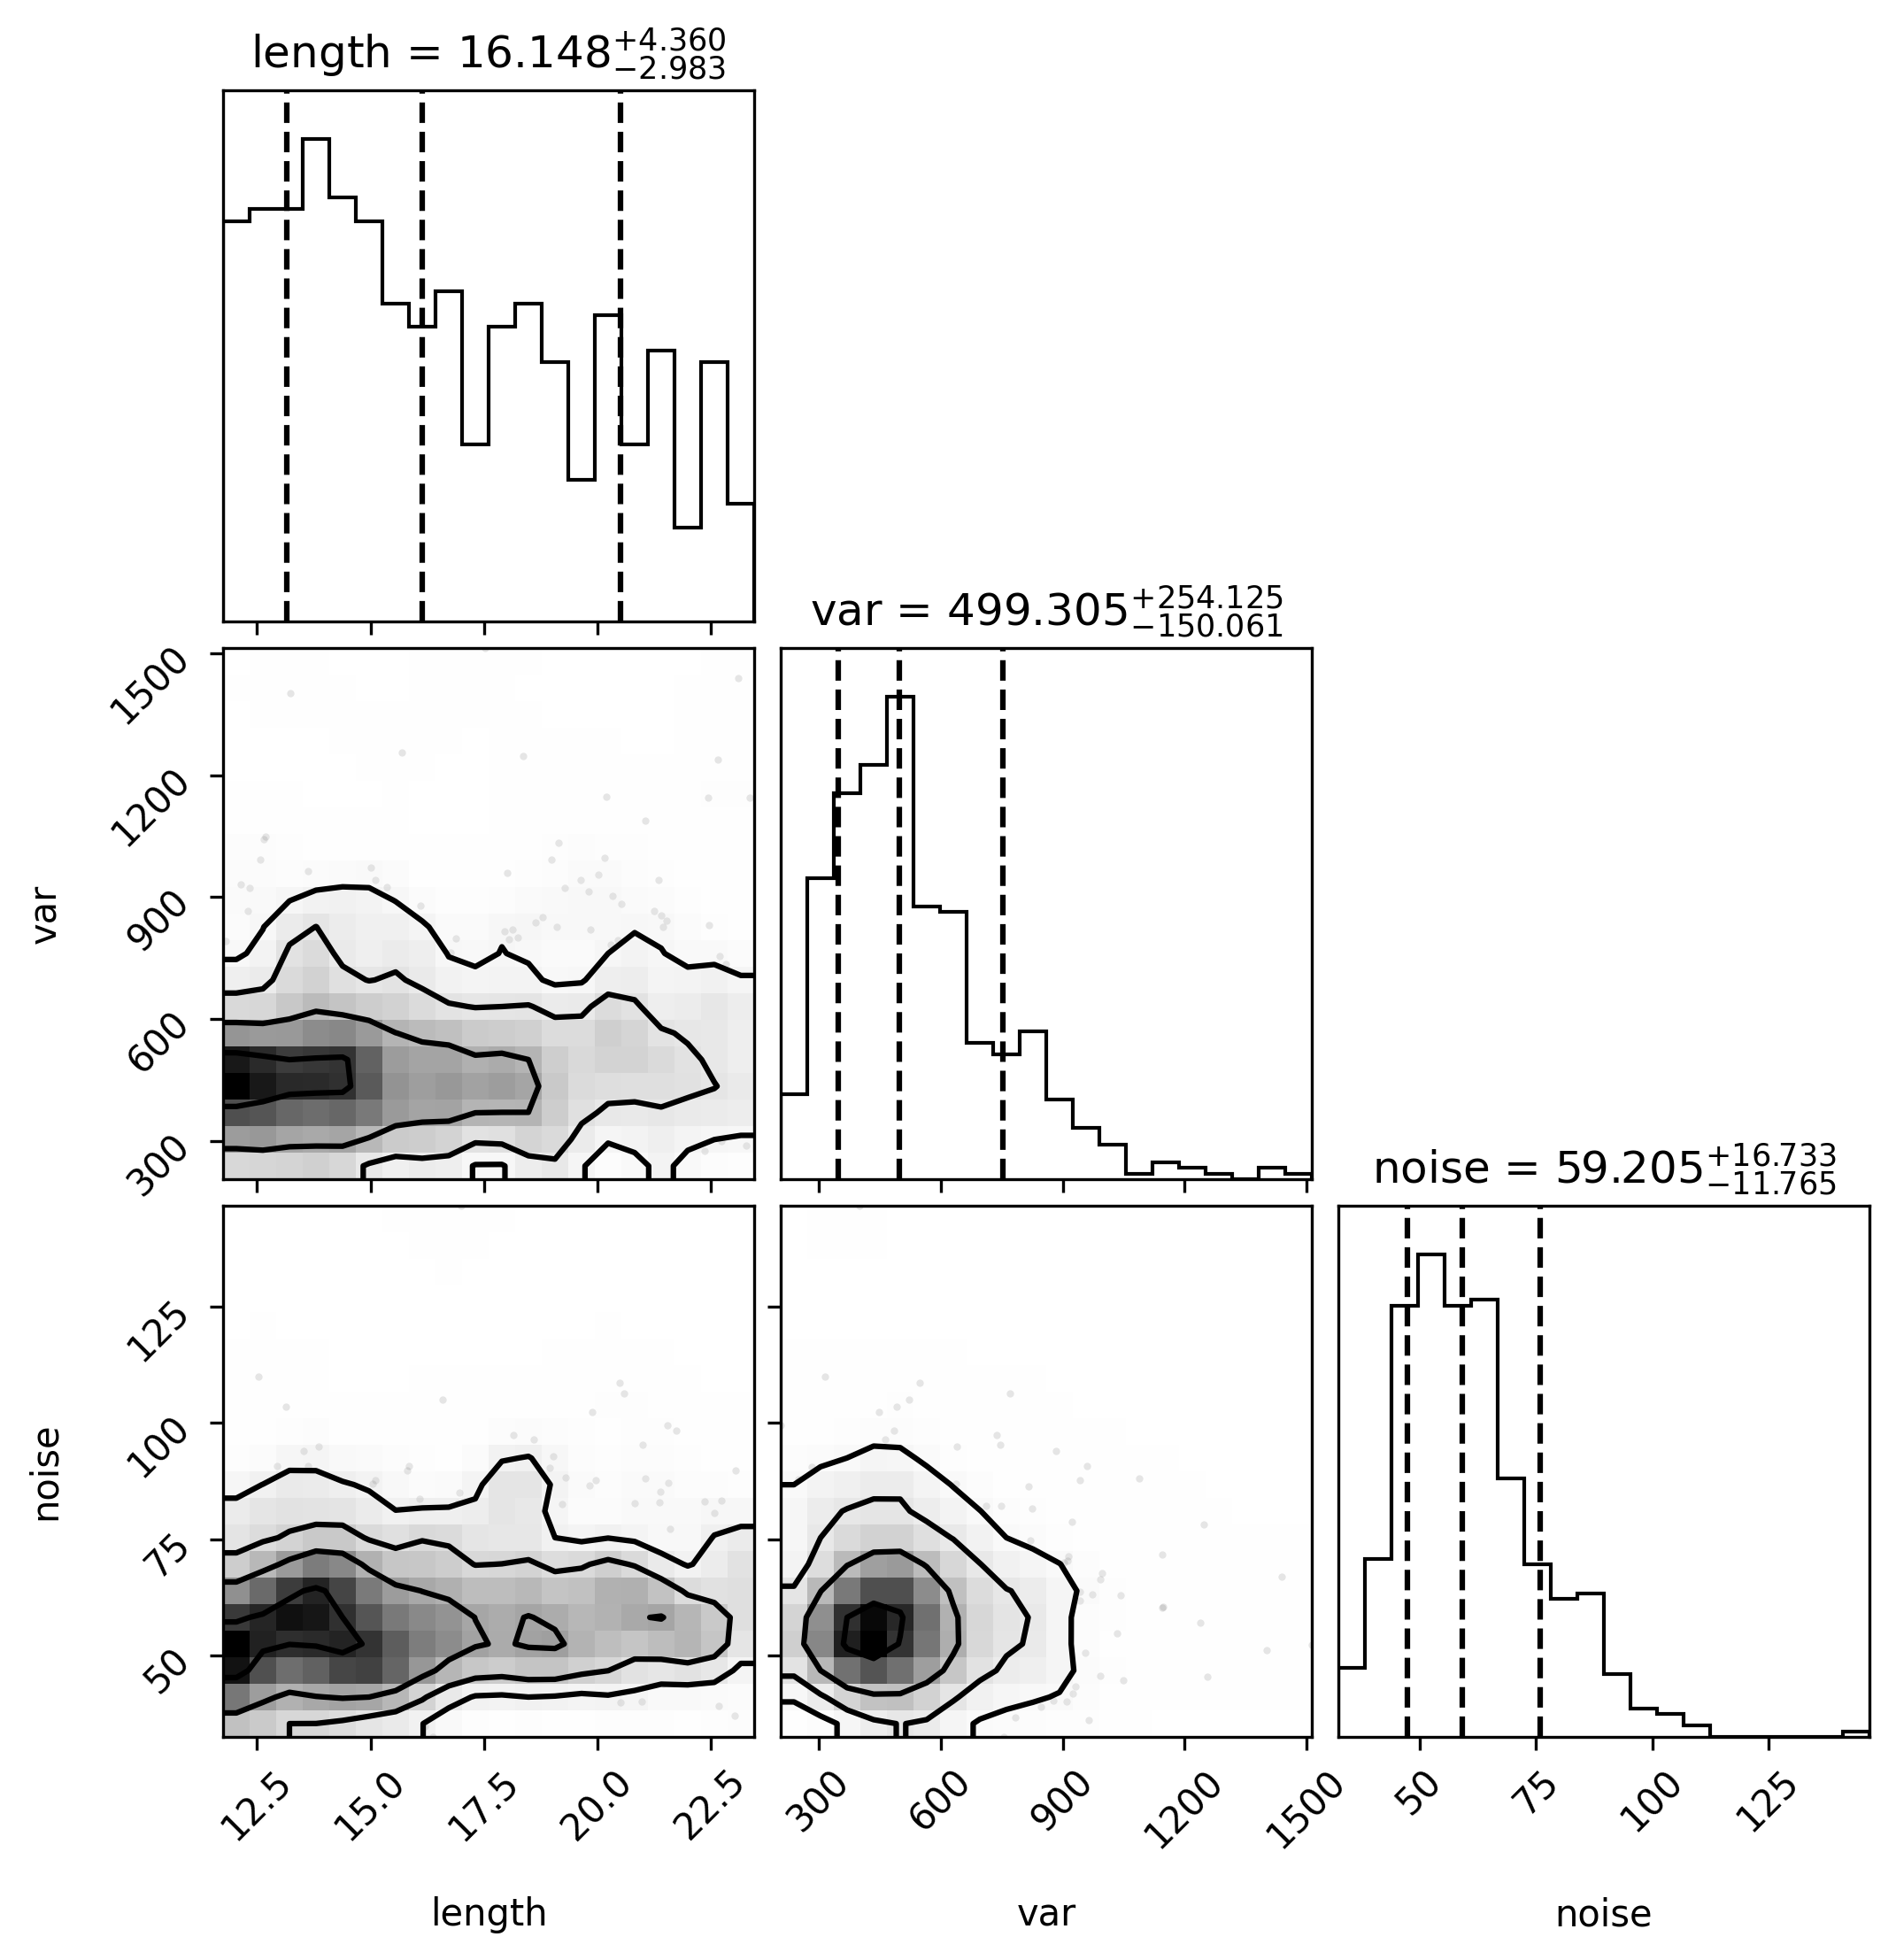 length = 16.148 +4.360 −2.983
var = 499.305 +254.125 −150.061
1500
1200
900
600
300
var
noise = 59.205 +16.733 −11.765
125
100
75
50
noise
12.5 15.0 17.5 20.0 22.5 300 600 900 1200 1500 50 75 100 125
length var noise